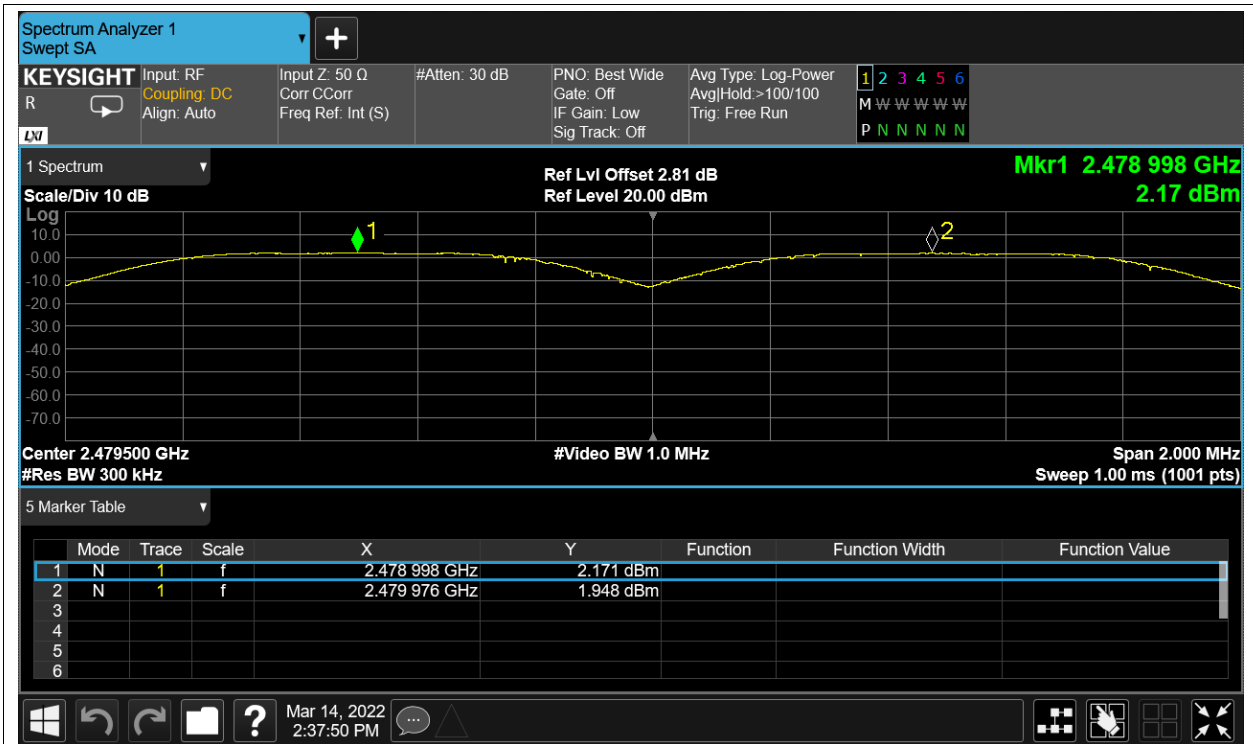 Spectrum Analyzer 1
Swept SA
KEYSIGHT
R
LXI
Input: RF
Coupling: DC
Align: Auto
Input Z: 50 Ω
Corr CCorr
Freq Ref: Int (S)
#Atten: 30 dB
PNO: Best Wide
Gate: Off
IF Gain: Low
Sig Track: Off
Avg Type: Log-Power
Avg|Hold:>100/100
Trig: Free Run
1 2 3 4 5 6
M W W W W W
P N N N N N
1 Spectrum
Scale/Div 10 dB
Ref Lvl Offset 2.81 dB
Ref Level 20.00 dBm
Mkr1 2.478 998 GHz
2.17 dBm
Log
10.0
0.00
-10.0
-20.0
-30.0
-40.0
-50.0
-60.0
-70.0
1
2
Center 2.479500 GHz
#Res BW 300 kHz
#Video BW 1.0 MHz
Span 2.000 MHz
Sweep 1.00 ms (1001 pts)
5 Marker Table
Mode Trace Scale X Y Function Function Width Function Value
1 N 1 f 2.478 998 GHz 2.171 dBm
2 N 1 f 2.479 976 GHz 1.948 dBm
3
4
5
6
?
Mar 14, 2022
2:37:50 PM